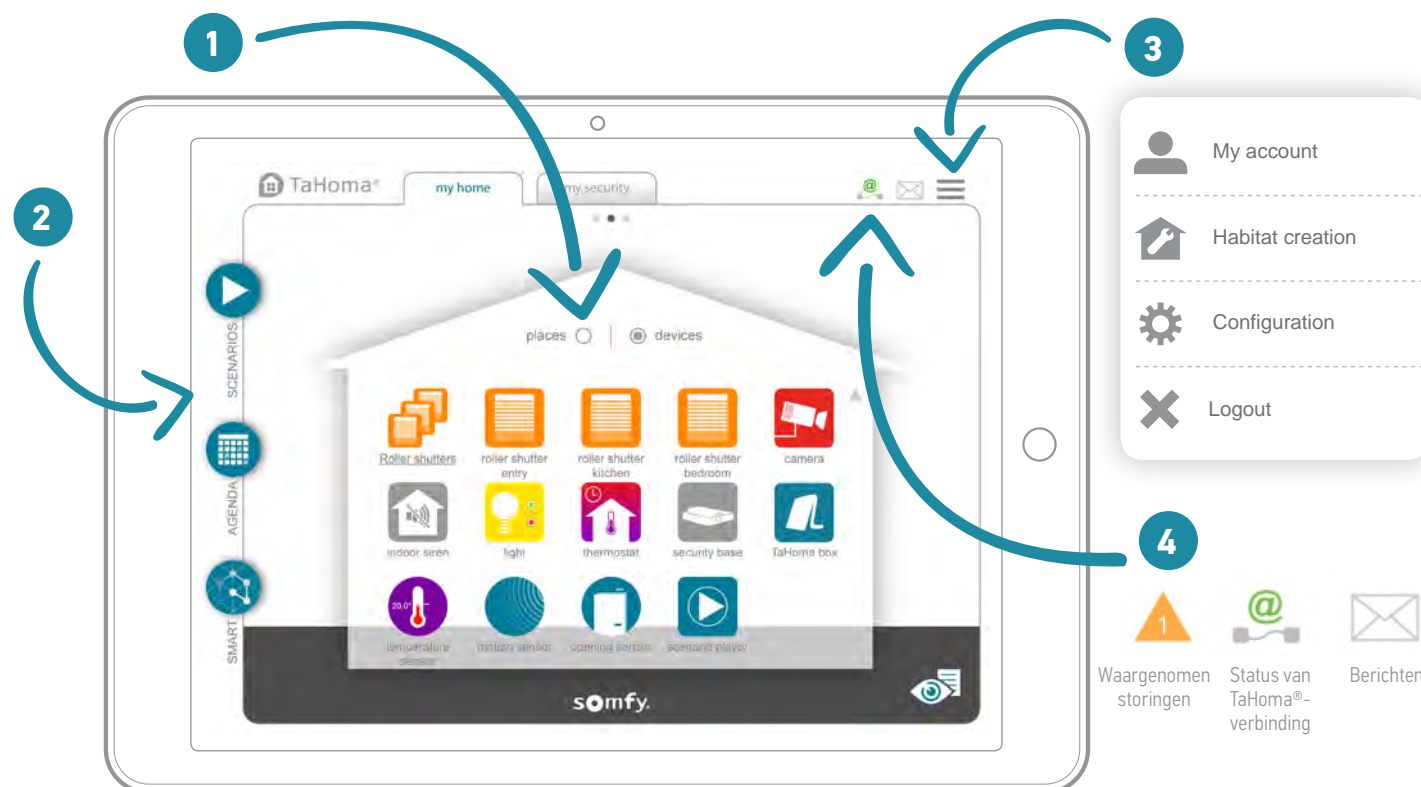 1
3
2
4
TaHoma®
my home
my security
places
devices
SCENARIOS
AGENDA
SMART
Roller shutters
roller shutter
entry
roller shutter
kitchen
roller shutter
bedroom
camera
indoor siren
light
thermostat
security base
TaHoma box
20.0°
temperature
sensor
motion sensor
opening sensor
scenario player
somfy.
@
My account
Habitat creation
Configuration
Logout
1
Waargenomen
storingen
@
Status van
TaHoma®-
verbinding
Berichten